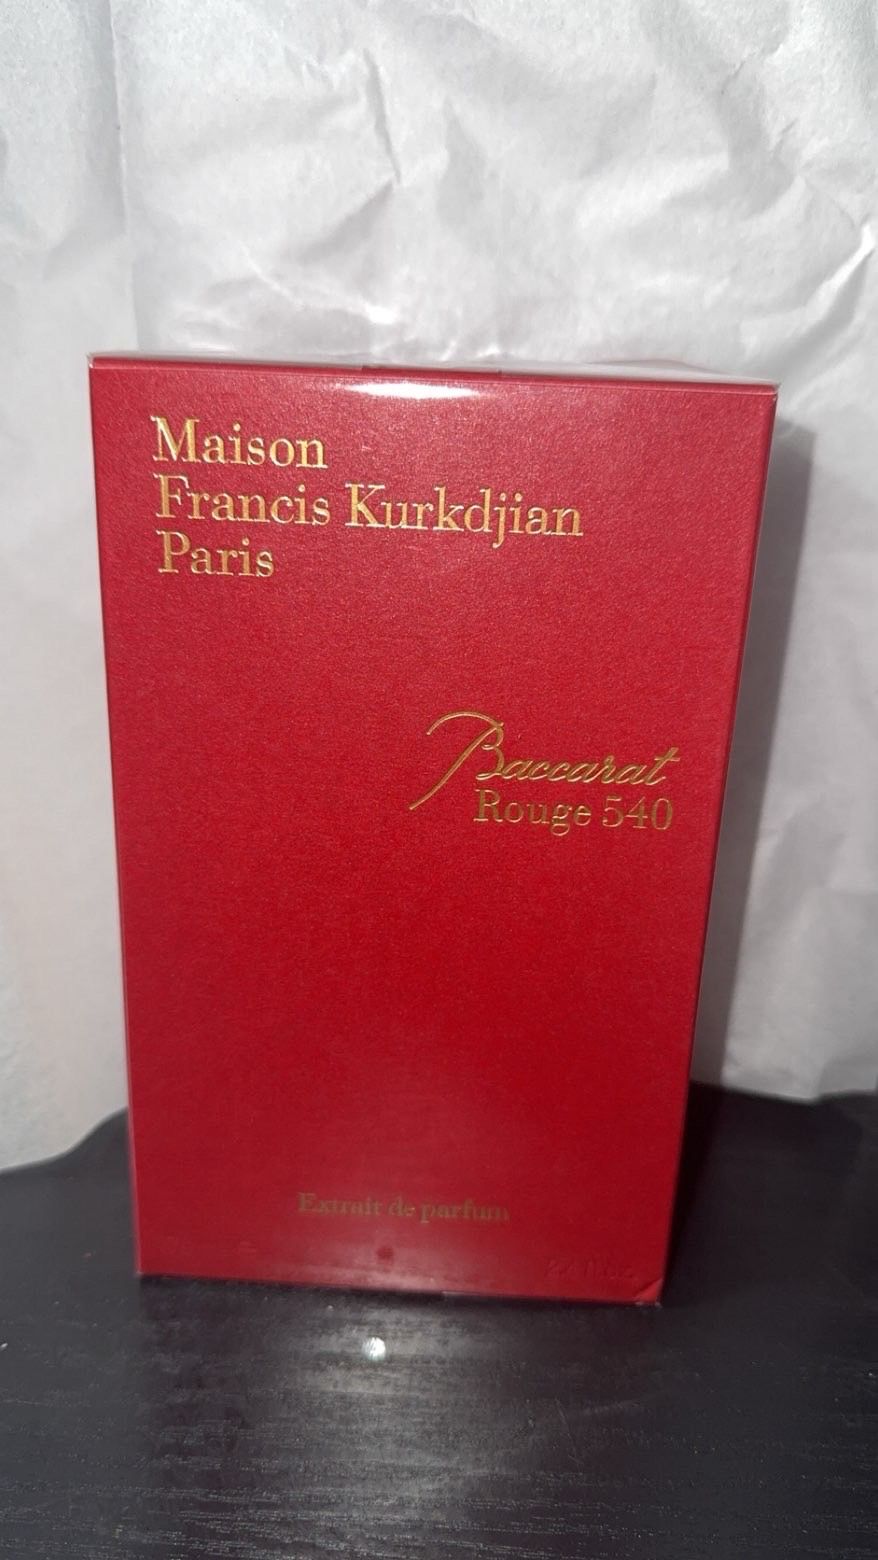 Maison
Francis Kurkdjian
Paris
Baccarat
Rouge 540
Extrait de parfum